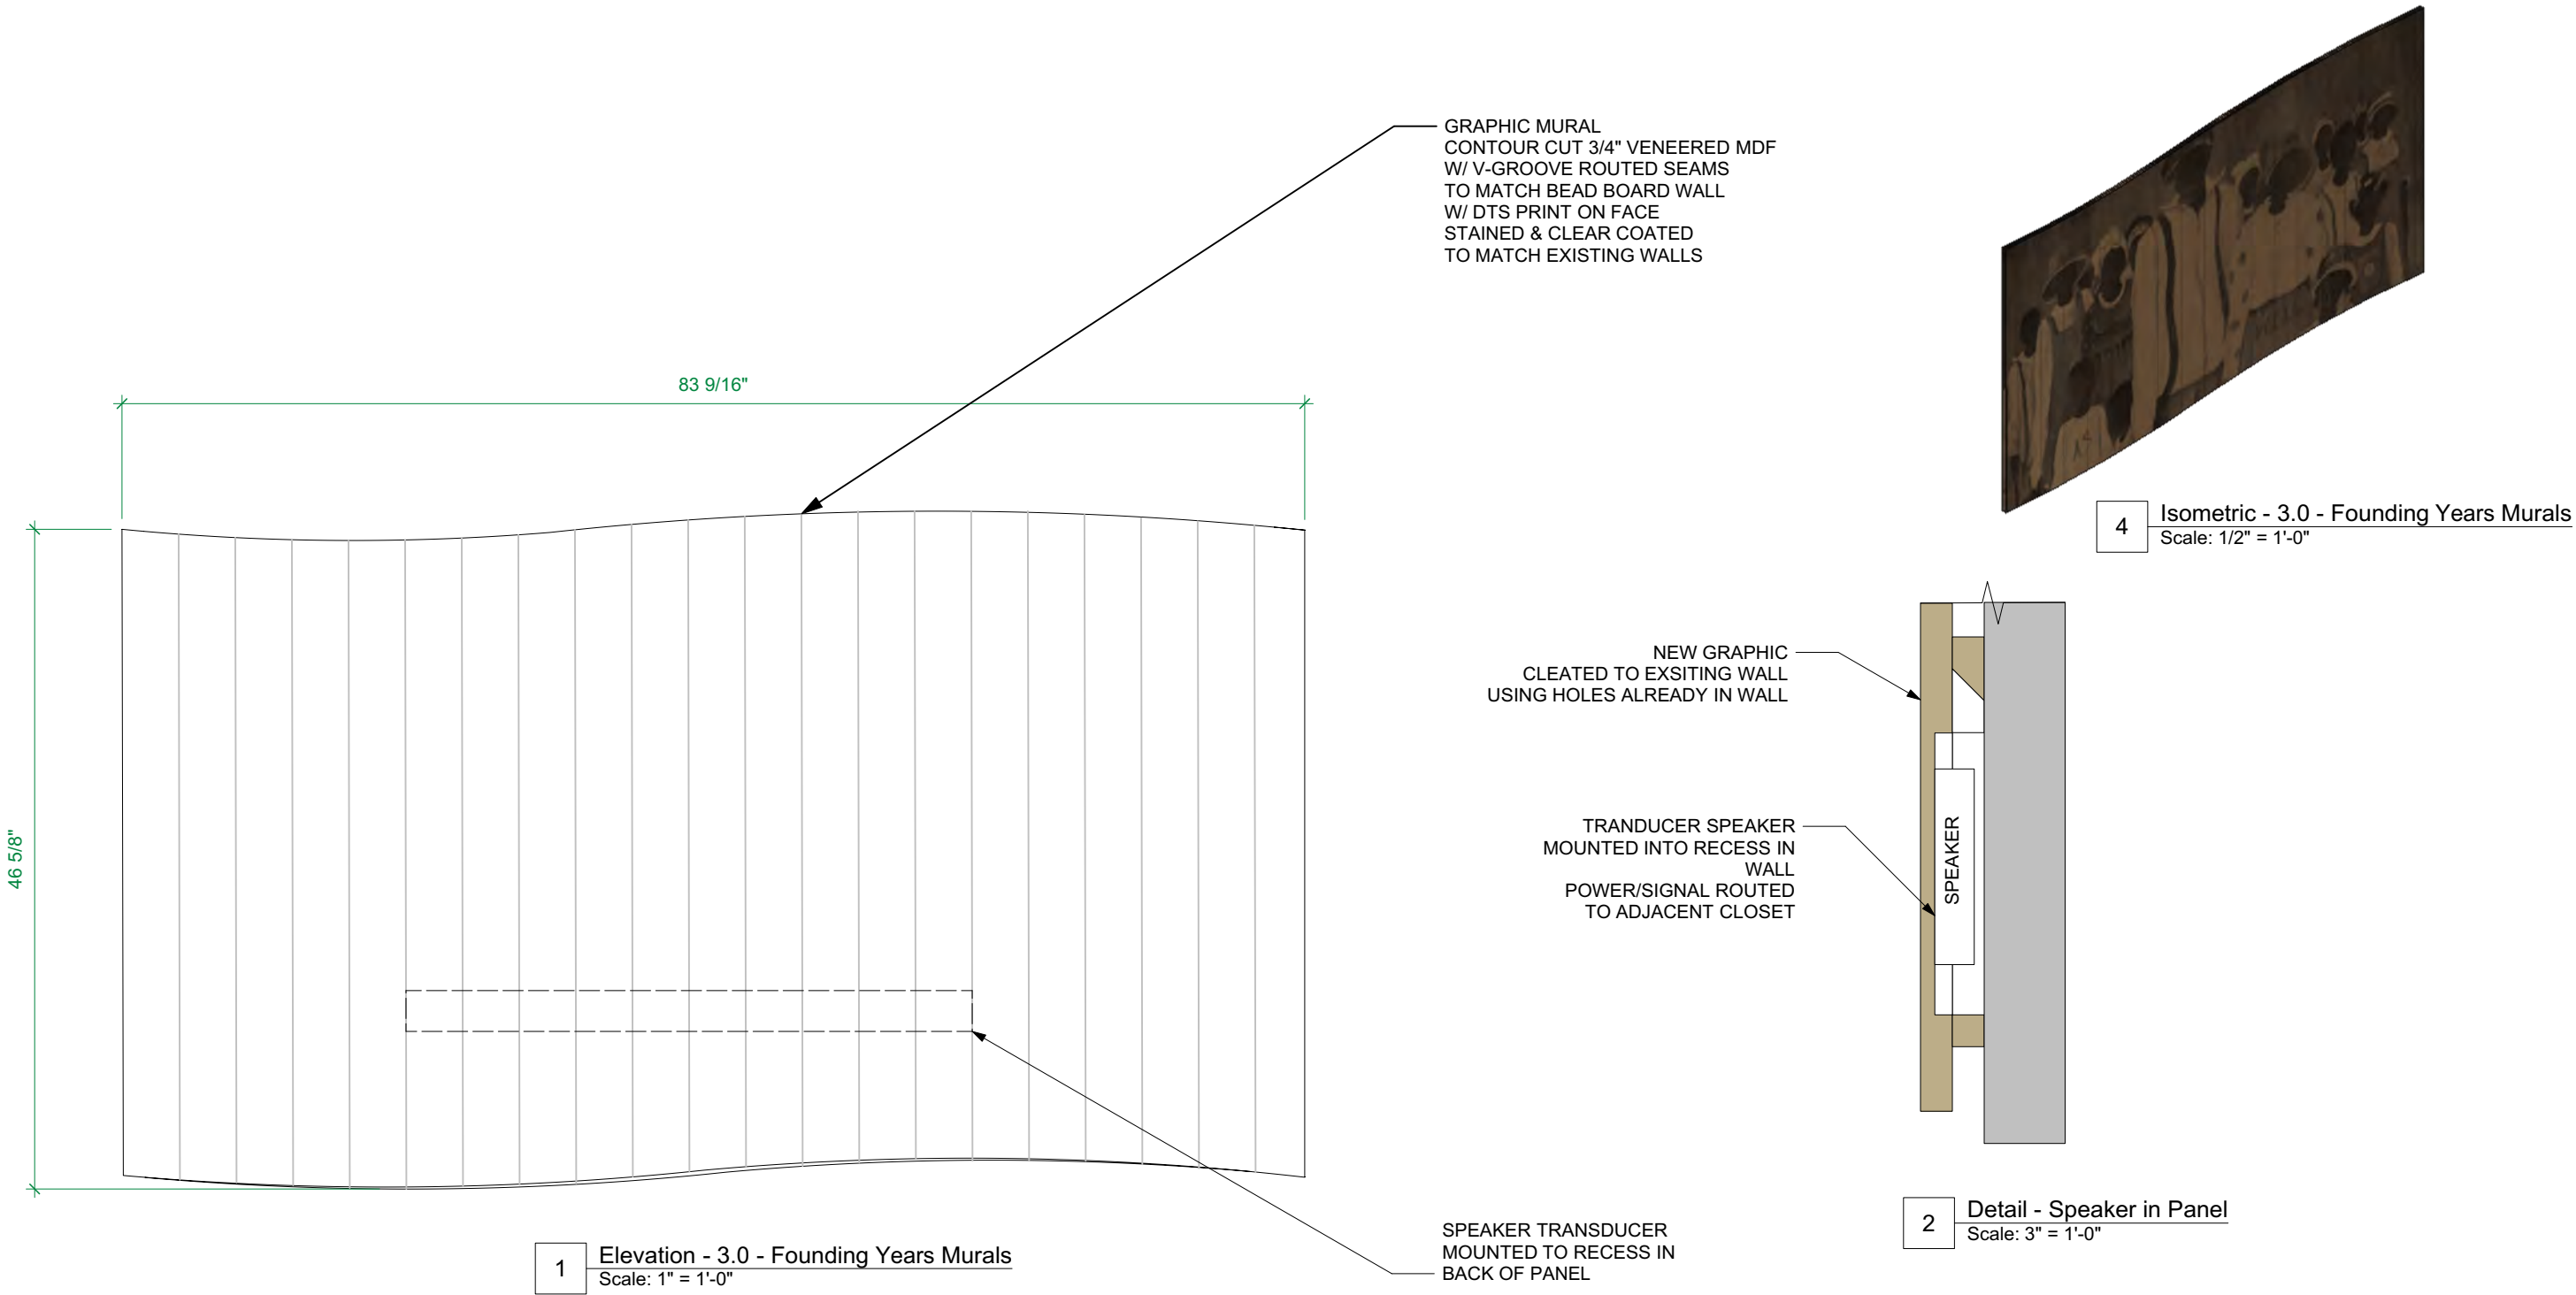 GRAPHIC MURAL
CONTOUR CUT 3/4" VENEERED MDF
W/ V-GROOVE ROUTED SEAMS
TO MATCH BEAD BOARD WALL
W/ DTS PRINT ON FACE
STAINED & CLEAR COATED
TO MATCH EXISTING WALLS
83 9/16"
46 5/8"
4
Isometric - 3.0 - Founding Years Murals
Scale: 1/2" = 1'-0"
NEW GRAPHIC
CLEATED TO EXSITING WALL
USING HOLES ALREADY IN WALL
TRANDUCER SPEAKER
MOUNTED INTO RECESS IN
WALL
POWER/SIGNAL ROUTED
TO ADJACENT CLOSET
SPEAKER
2
Detail - Speaker in Panel
Scale: 3" = 1'-0"
SPEAKER TRANSDUCER
MOUNTED TO RECESS IN
BACK OF PANEL
1
Elevation - 3.0 - Founding Years Murals
Scale: 1" = 1'-0"